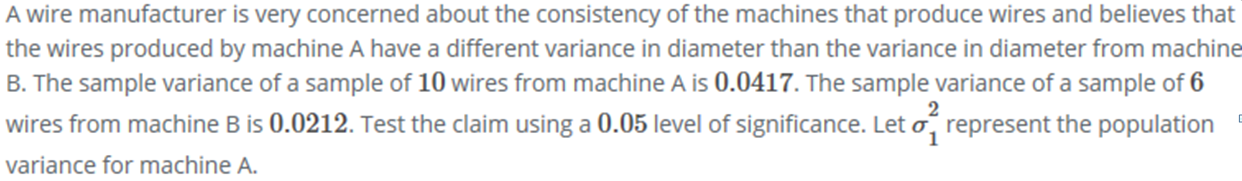 A wire manufacturer is very concerned about the consistency of the machines that produce wires and believes that
the wires produced by machine A have a different variance in diameter than the variance in diameter from machine
B. The sample variance of a sample of 10 wires from machine A is 0.0417. The sample variance of a sample of 6
wires from machine B is 0.0212. Test the claim using a 0.05 level of significance. Let σ₁² represent the population
variance for machine A.